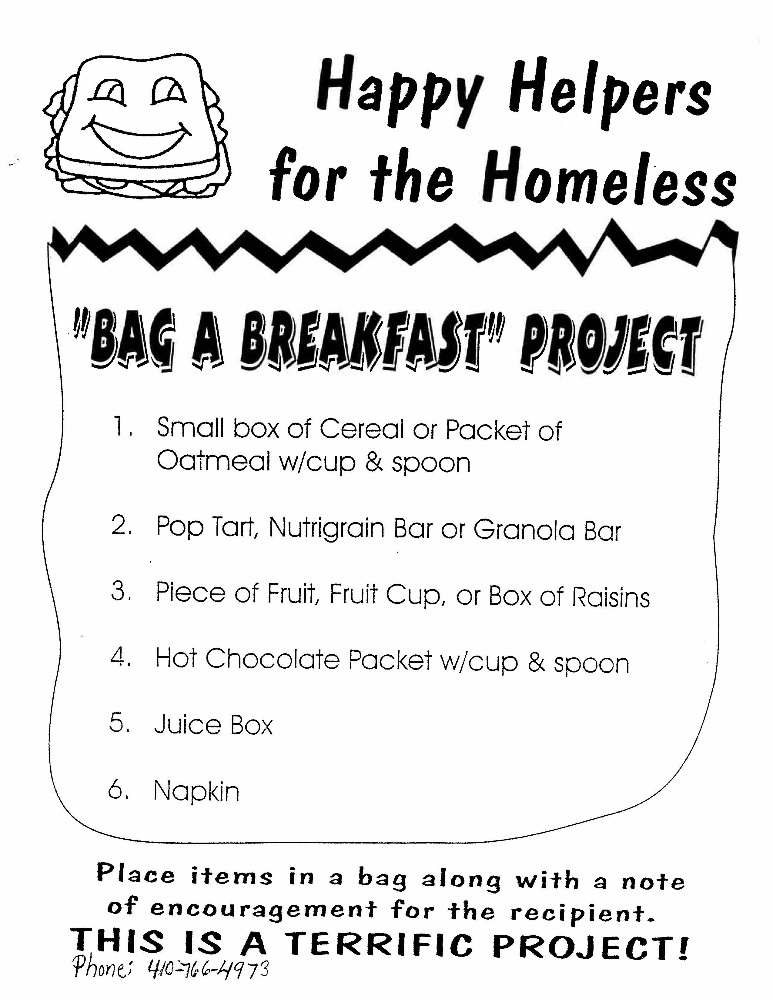 Happy Helpers
for the Homeless
"BAG A BREAKFAST" PROJECT
1. Small box of Cereal or Packet of
Oatmeal w/cup & spoon
2. Pop Tart, Nutrigrain Bar or Granola Bar
3. Piece of Fruit, Fruit Cup, or Box of Raisins
4. Hot Chocolate Packet w/cup & spoon
5. Juice Box
6. Napkin
Place items in a bag along with a note
of encouragement for the recipient.
THIS IS A TERRIFIC PROJECT!
Phone: 410-766-4973